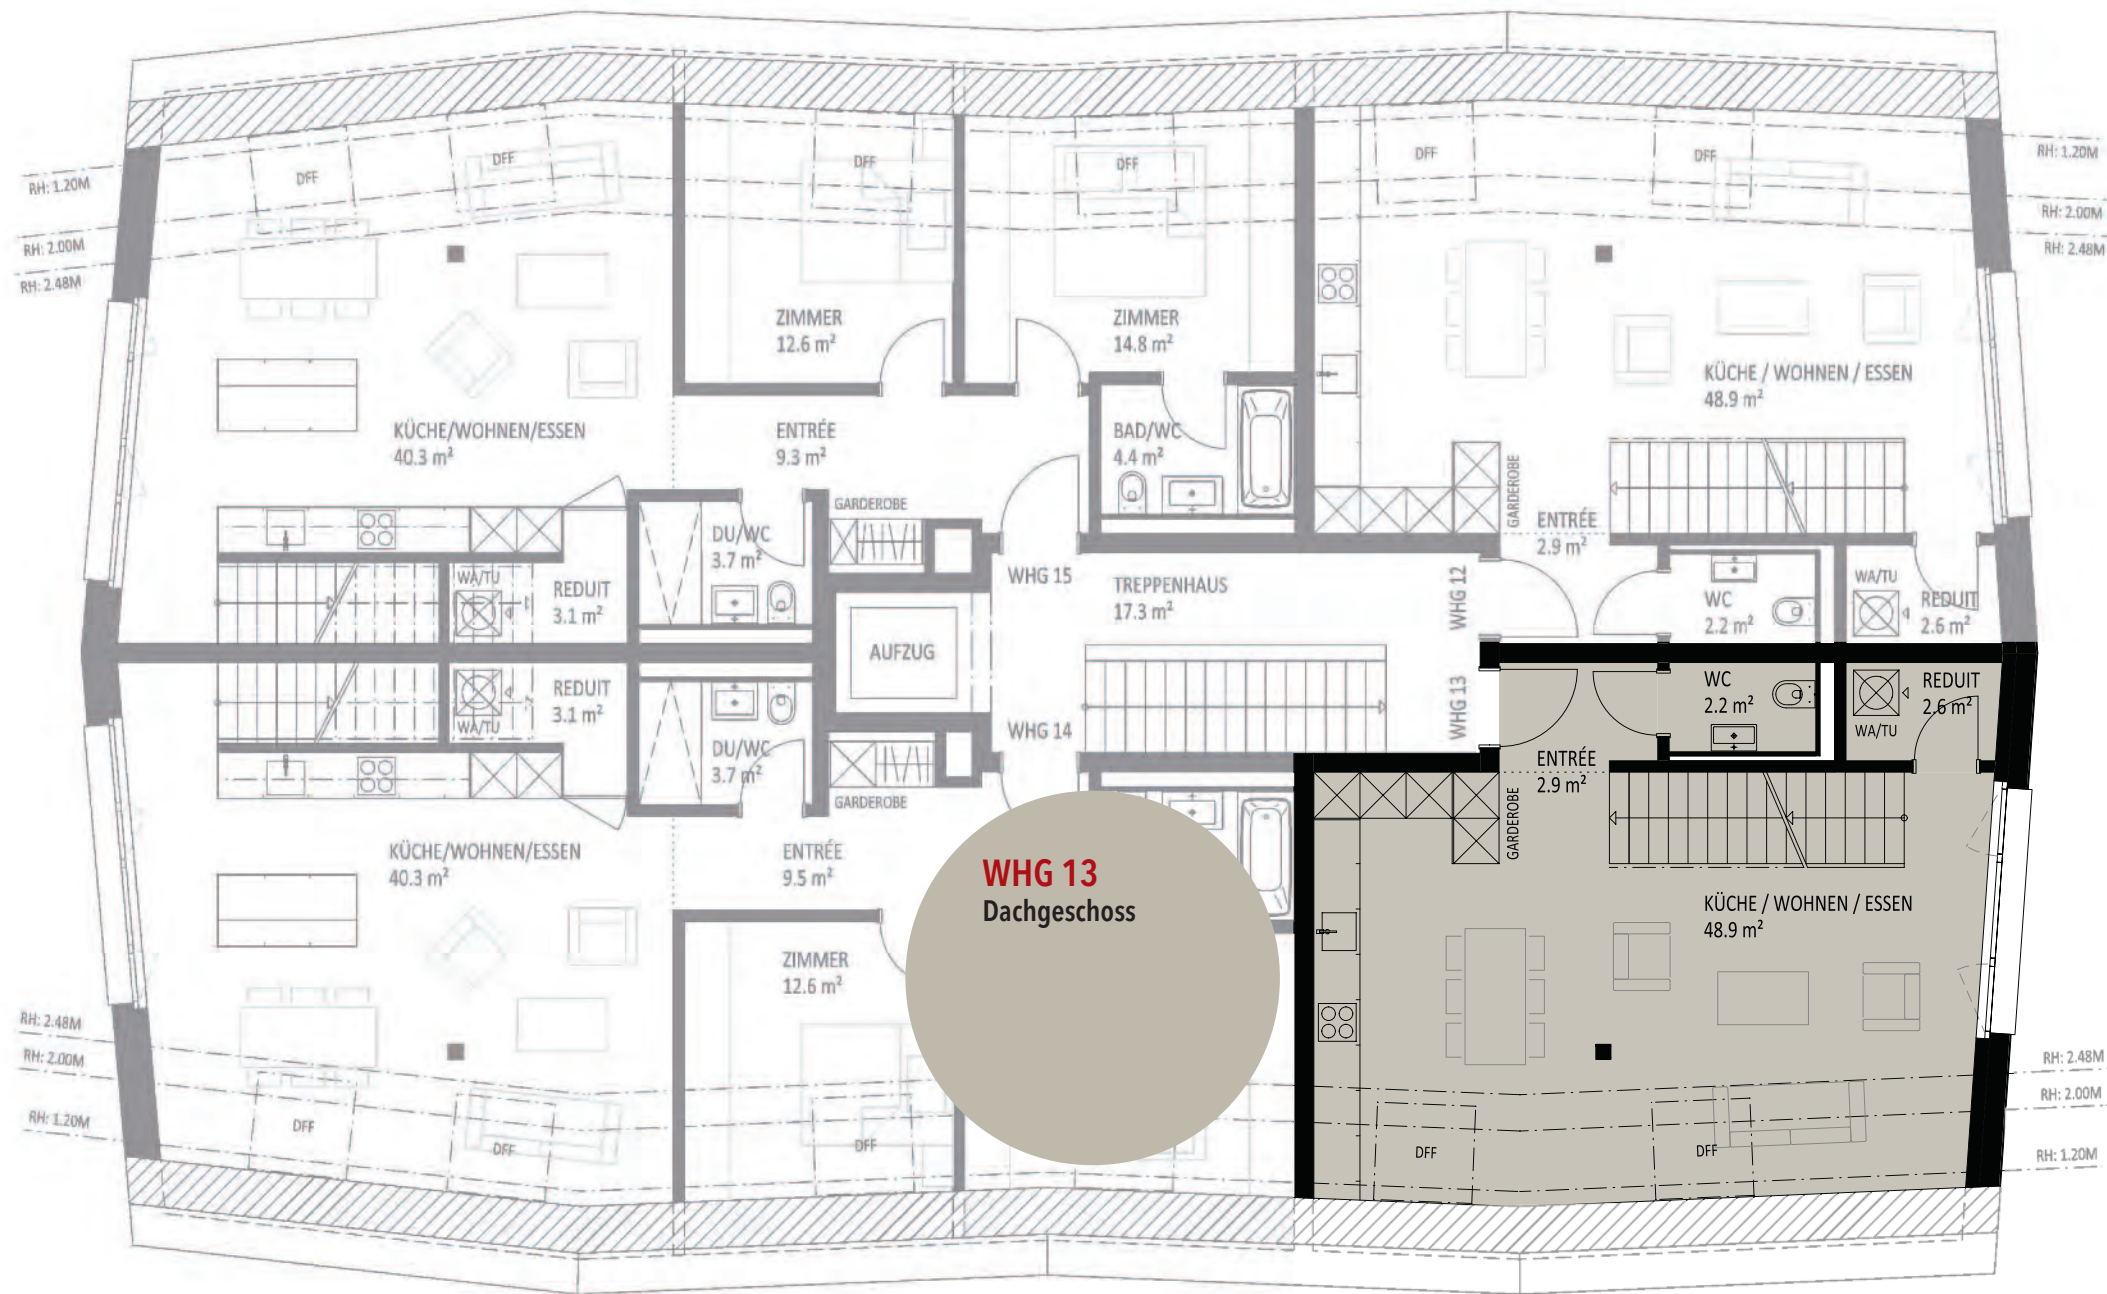 RH: 1.20M
RH: 2.00M
RH: 2.48M
DFF
DFF
DFF
DFF
DFF
DFF
RH: 1.20M
RH: 2.00M
RH: 2.48M
ZIMMER
12.6 m²
ZIMMER
14.8 m²
KÜCHE / WOHNEN / ESSEN
48.9 m²
KÜCHE/WOHNEN/ESSEN
40.3 m²
ENTRÉE
9.3 m²
BAD/WC
4.4 m²
GARDEROBE
GARDEROBE
ENTRÉE
2.9 m²
DU/WC
3.7 m²
WA/TU
REDUIT
3.1 m²
WHG 15
TREPPENHAUS
17.3 m²
WHG 12
WC
2.2 m²
WA/TU
REDUIT
2.6 m²
AUFZUG
REDUIT
3.1 m²
WA/TU
DU/WC
3.7 m²
WHG 14
WHG 13
WC
2.2 m²
REDUIT
2.6 m²
WA/TU
ENTRÉE
2.9 m²
GARDEROBE
GARDEROBE
KÜCHE/WOHNEN/ESSEN
40.3 m²
ENTRÉE
9.5 m²
WHG 13
Dachgeschoss
KÜCHE / WOHNEN / ESSEN
48.9 m²
ZIMMER
12.6 m²
RH: 2.48M
RH: 2.00M
RH: 1.20M
DFF
DFF
DFF
DFF
DFF
RH: 2.48M
RH: 2.00M
RH: 1.20M